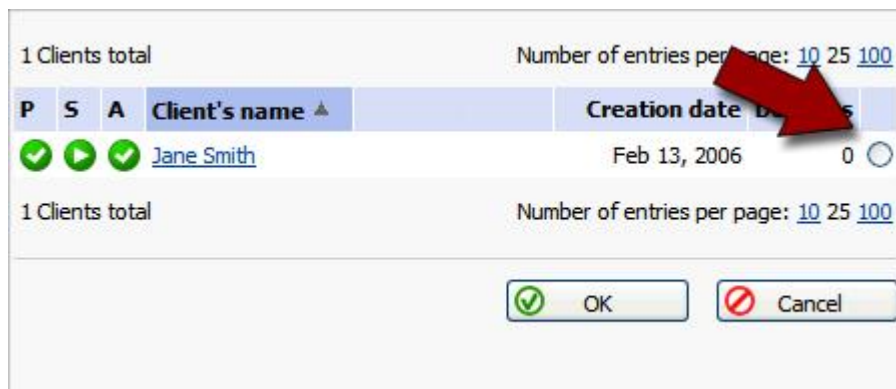 1 Clients total Number of entries per page: 10 25 100
P S A Client's name Creation date
Jane Smith Feb 13, 2006 0
1 Clients total Number of entries per page: 10 25 100
OK Cancel